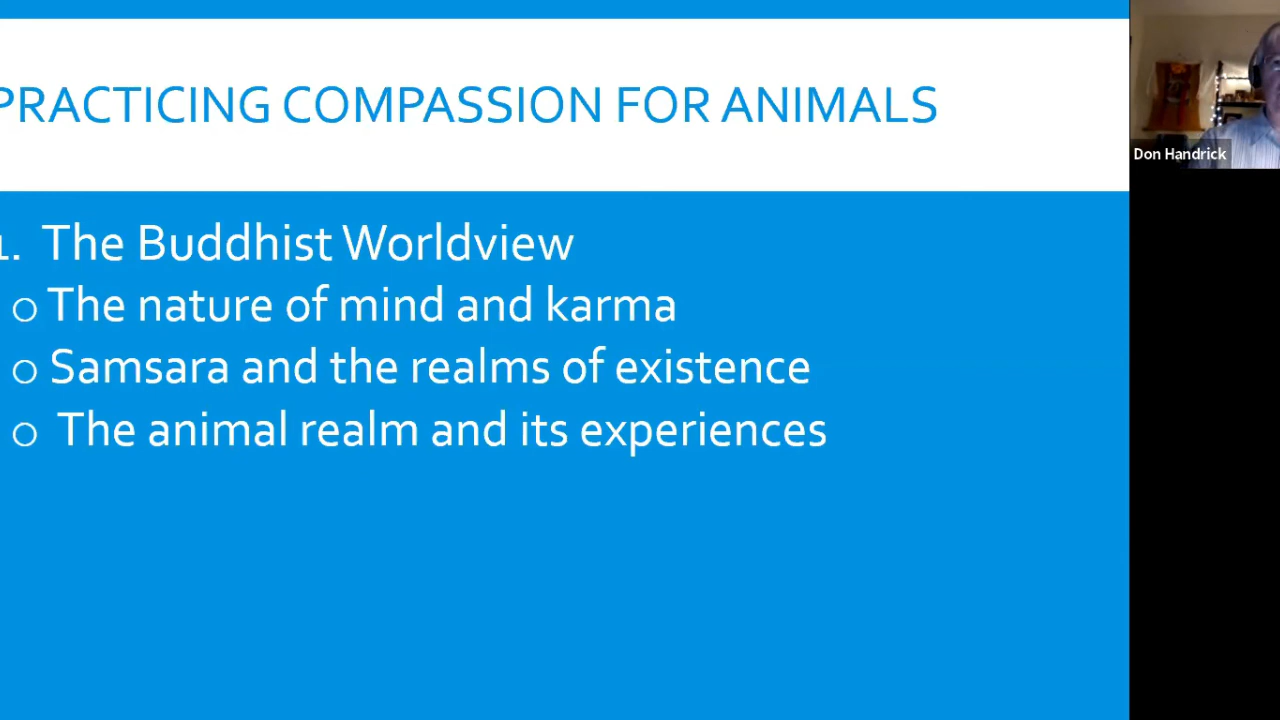 PRACTICING COMPASSION FOR ANIMALS
1. The Buddhist Worldview
o The nature of mind and karma
o Samsara and the realms of existence
o The animal realm and its experiences
Don Handrick